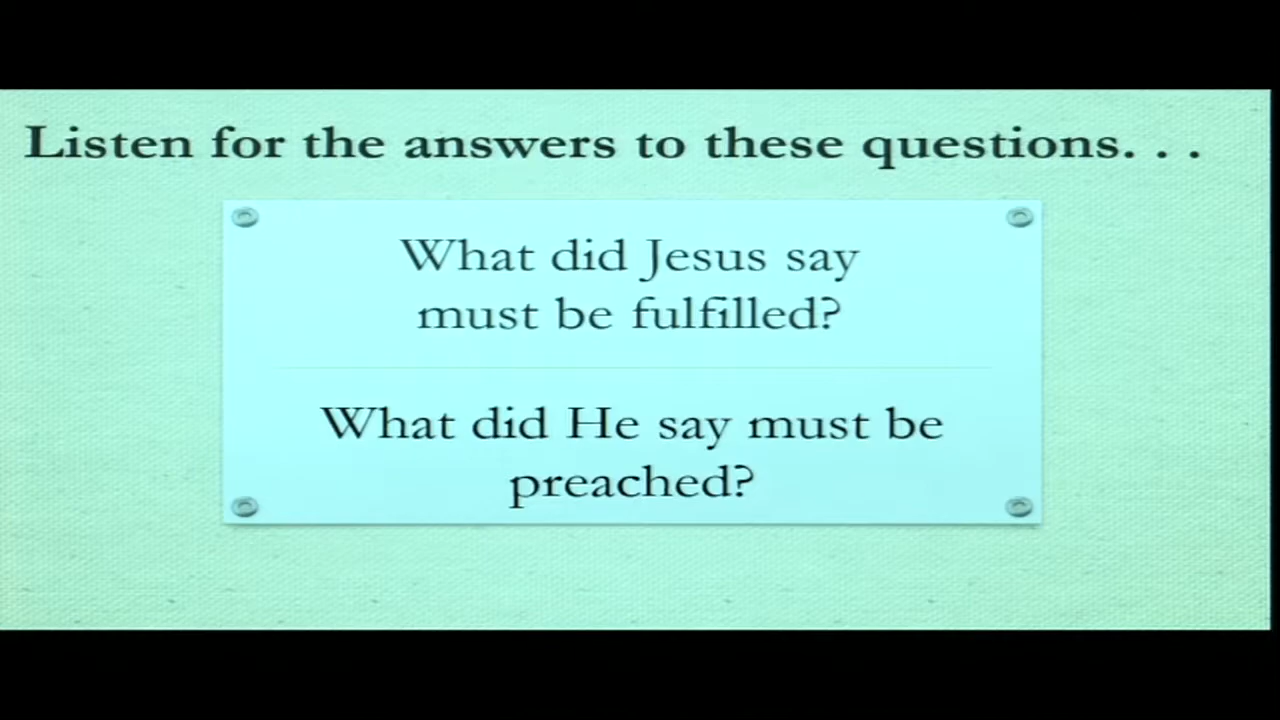 Listen for the answers to these questions. . .
What did Jesus say
must be fulfilled?
What did He say must be
preached?